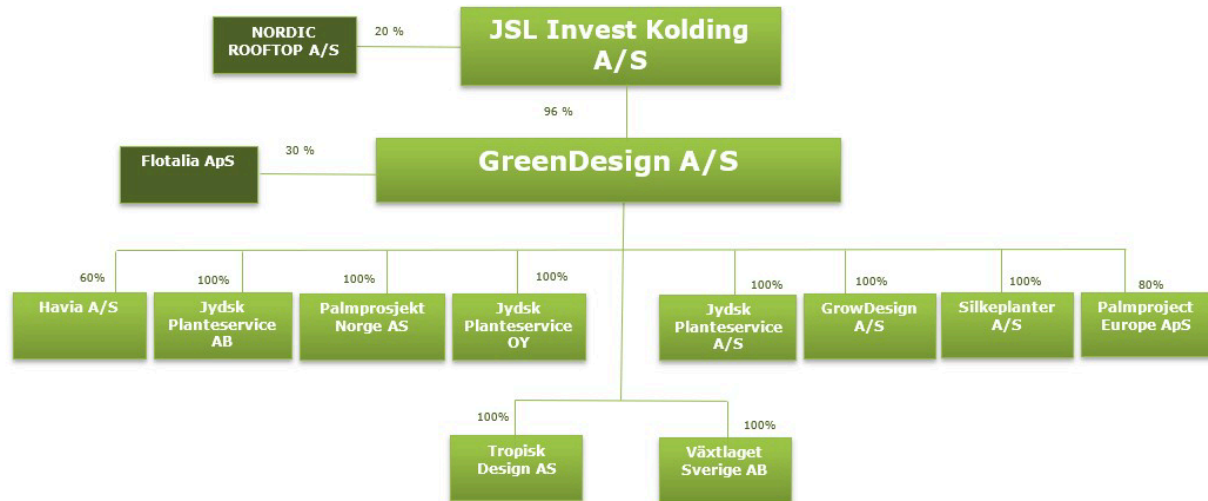 NORDIC
ROOFTOP A/S
20 %
JSL Invest Kolding
A/S
96 %
Flotalia ApS
30 %
GreenDesign A/S
60%
Havia A/S
100%
Jydsk
Planteservice
AB
100%
Palmprosjekt
Norge AS
100%
Jydsk
Planteservice
OY
100%
Jydsk
Planteservice
A/S
100%
GrowDesign
A/S
100%
Silkeplanter
A/S
80%
Palmproject
Europe ApS
100%
Tropisk
Design AS
100%
Växtlaget
Sverige AB